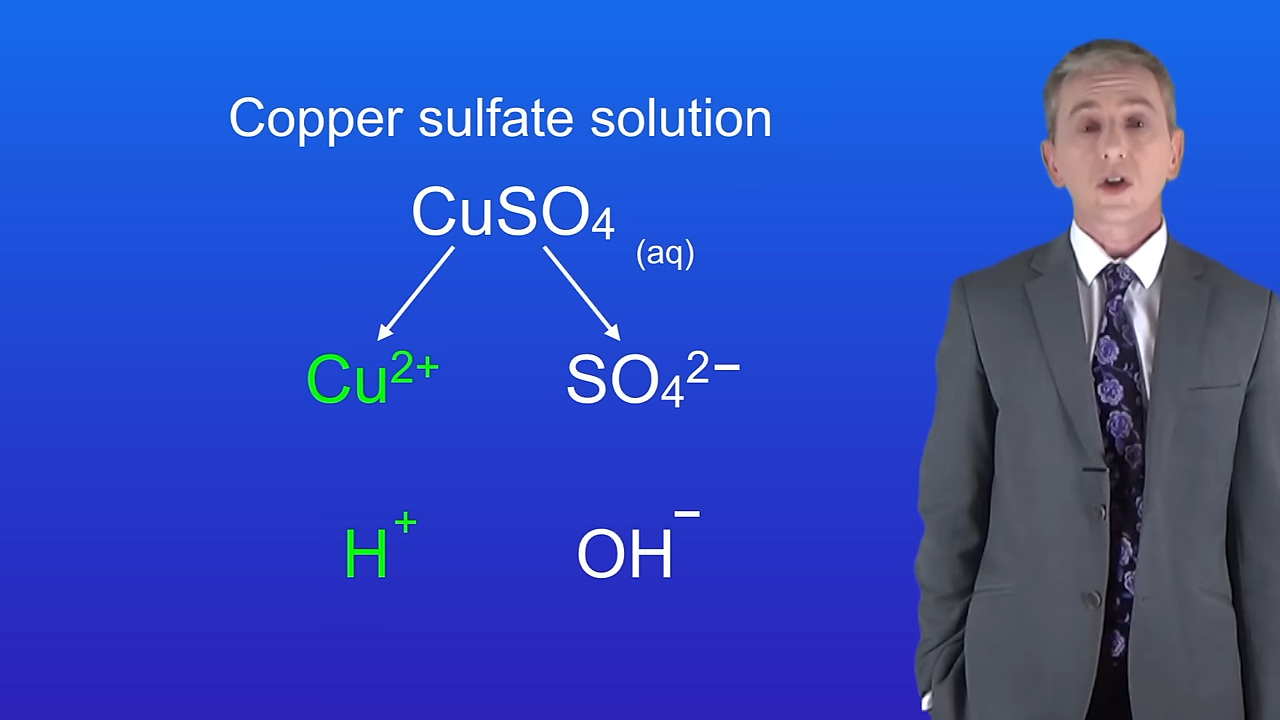 Copper sulfate solution
CuSO₄ (aq)
Cu²⁺ SO₄²⁻
H⁺ OH⁻